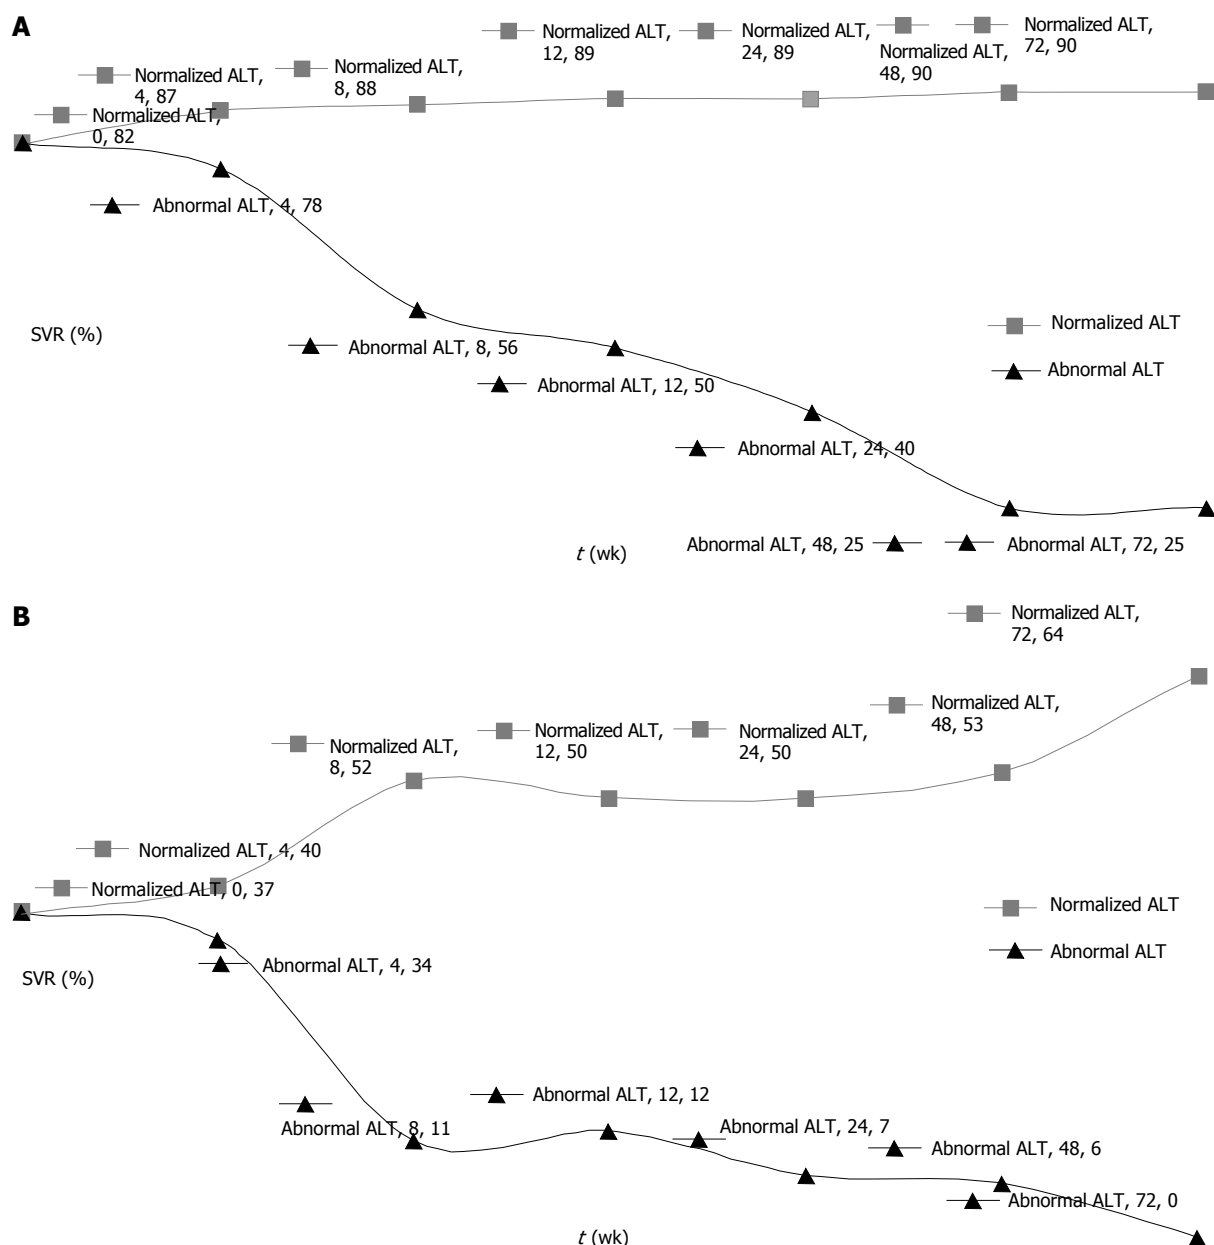 A
Normalized ALT,
12, 89
Normalized ALT,
24, 89
Normalized ALT,
48, 90
Normalized ALT,
72, 90
Normalized ALT,
4, 87
Normalized ALT,
8, 88
Normalized ALT,
0, 82
Abnormal ALT, 4, 78
SVR (%)
Normalized ALT
Abnormal ALT, 8, 56
Abnormal ALT
Abnormal ALT, 12, 50
Abnormal ALT, 24, 40
Abnormal ALT, 48, 25
Abnormal ALT, 72, 25
t (wk)
B
Normalized ALT,
72, 64
Normalized ALT,
48, 53
Normalized ALT,
12, 50
Normalized ALT,
24, 50
Normalized ALT,
8, 52
Normalized ALT, 4, 40
Normalized ALT, 0, 37
Normalized ALT
Abnormal ALT
Abnormal ALT, 4, 34
SVR (%)
Abnormal ALT, 12, 12
Abnormal ALT, 8, 11
Abnormal ALT, 24, 7
Abnormal ALT, 48, 6
Abnormal ALT, 72, 0
t (wk)